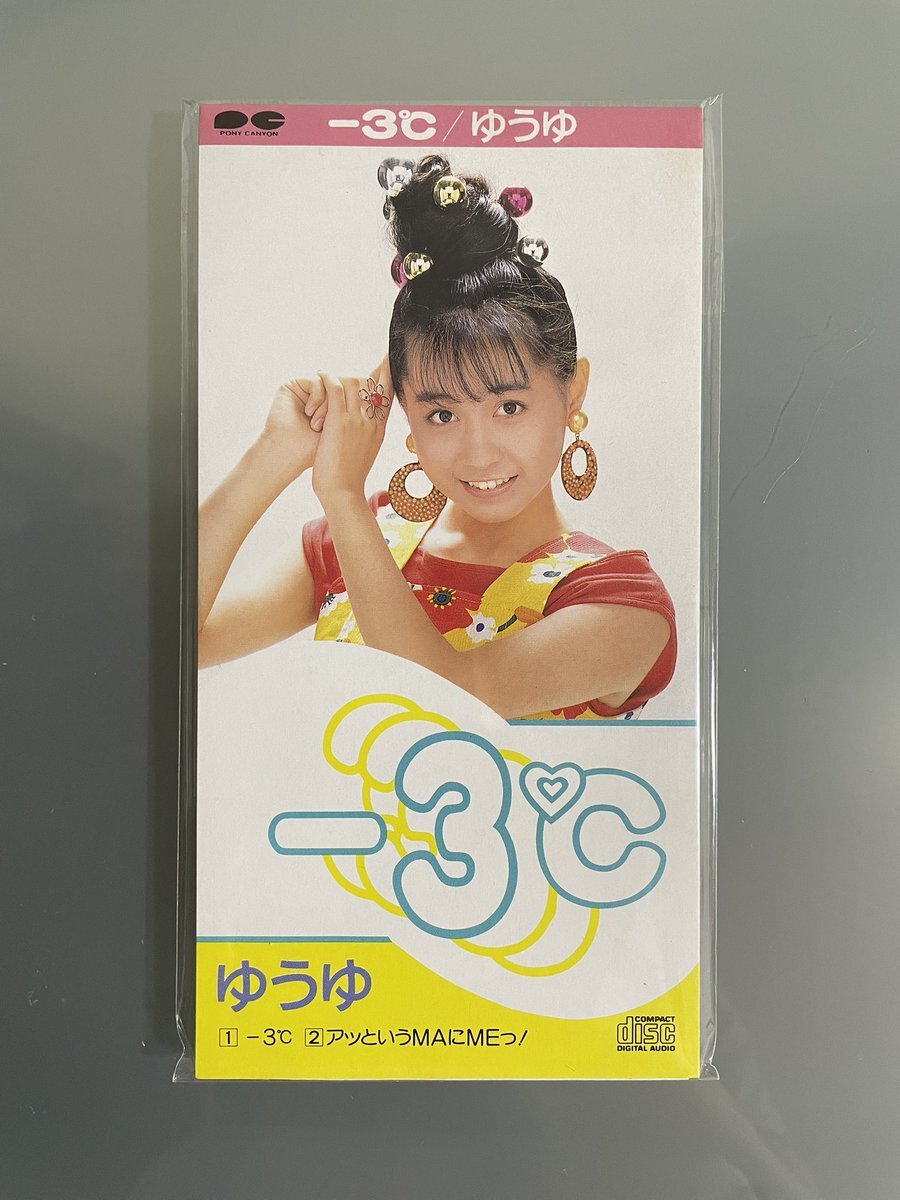 PONY CANYON
-3℃/ゆうゆ
-3℃
ゆうゆ
1 -3℃ 2 アッというMAにMEっ!
COMPACT
disc
DIGITAL AUDIO